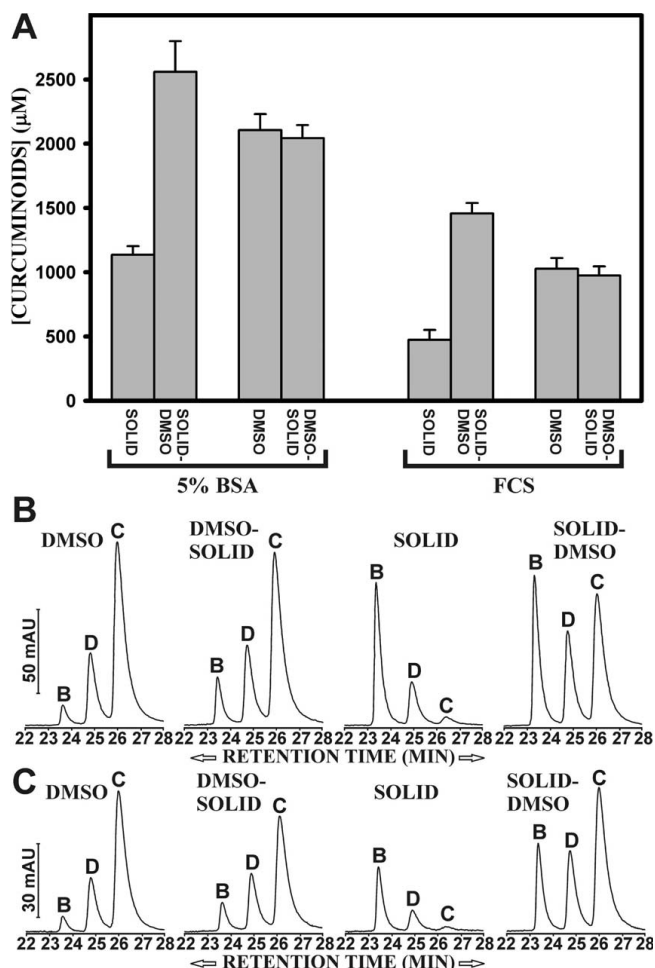 A
[CURCUMINOIDS] (µM)
2500
2000
1500
1000
500
0
SOLID
SOLID-
DMSO
DMSO
DMSO-
SOLID
SOLID
SOLID-
DMSO
DMSO
DMSO-
SOLID
5% BSA
FCS
B
DMSO
DMSO-
SOLID
SOLID
SOLID-
DMSO
50 mAU
B D C
B D C
B D C
B D C
22 23 24 25 26 27 28
22 23 24 25 26 27 28
22 23 24 25 26 27 28
22 23 24 25 26 27 28
⇦ RETENTION TIME (MIN) ⇨
C
DMSO
DMSO-
SOLID
SOLID
SOLID-
DMSO
30 mAU
B D C
B D C
B D C
B D C
22 23 24 25 26 27 28
22 23 24 25 26 27 28
22 23 24 25 26 27 28
22 23 24 25 26 27 28
⇦ RETENTION TIME (MIN) ⇨